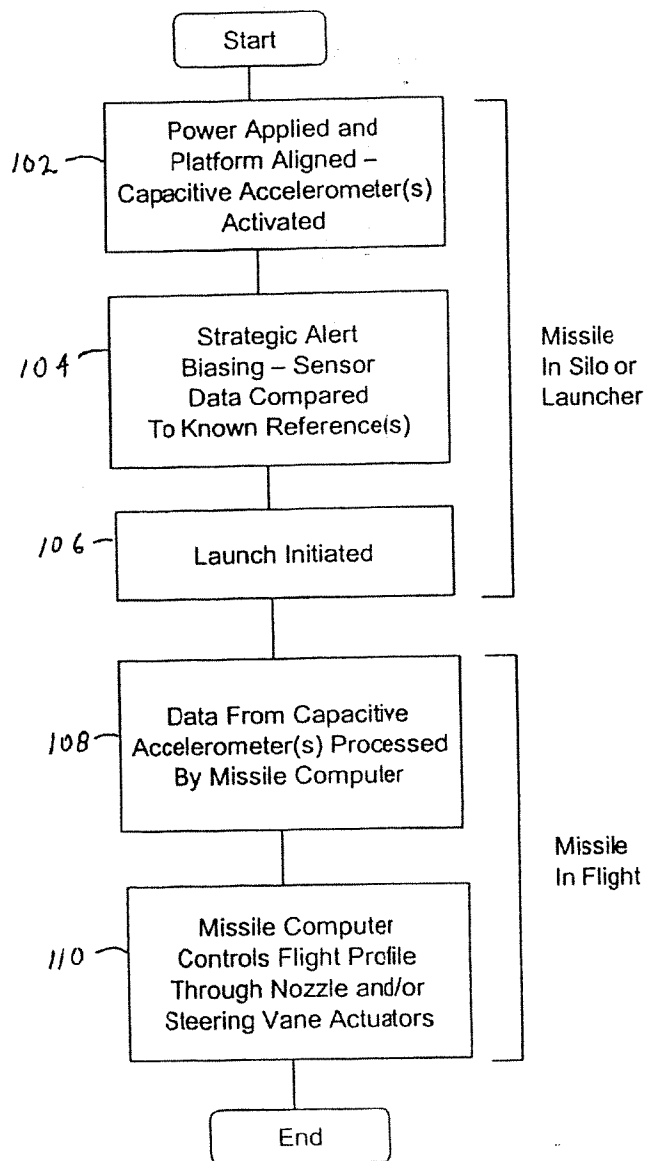 Start
102
Power Applied and
Platform Aligned –
Capacitive Accelerometer(s)
Activated
104
Strategic Alert
Biasing – Sensor
Data Compared
To Known Reference(s)
Missile
In Silo or
Launcher
106
Launch Initiated
108
Data From Capacitive
Accelerometer(s) Processed
By Missile Computer
Missile
In Flight
110
Missile Computer
Controls Flight Profile
Through Nozzle and/or
Steering Vane Actuators
End